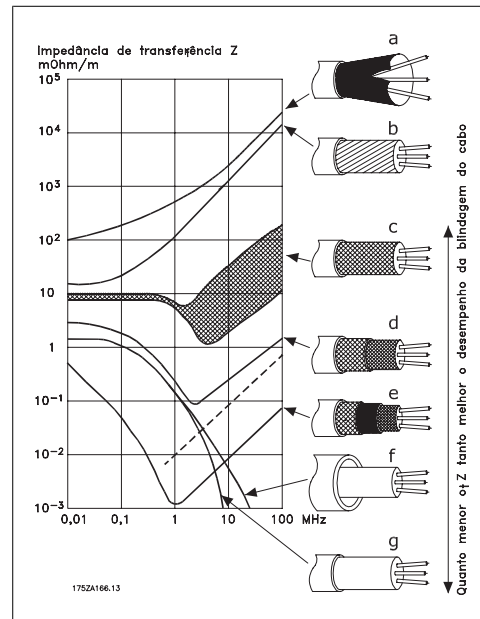 Impedância de transferência Z
mOhm/m
10⁵
10⁴
10³
10²
10
1
10⁻¹
10⁻²
10⁻³
0,01 0,1 1 10 100
MHz
a
b
c
d
e
f
g
Quanto menor o Z tanto melhor o desempenho da blindagem do cabo
175ZA166.13